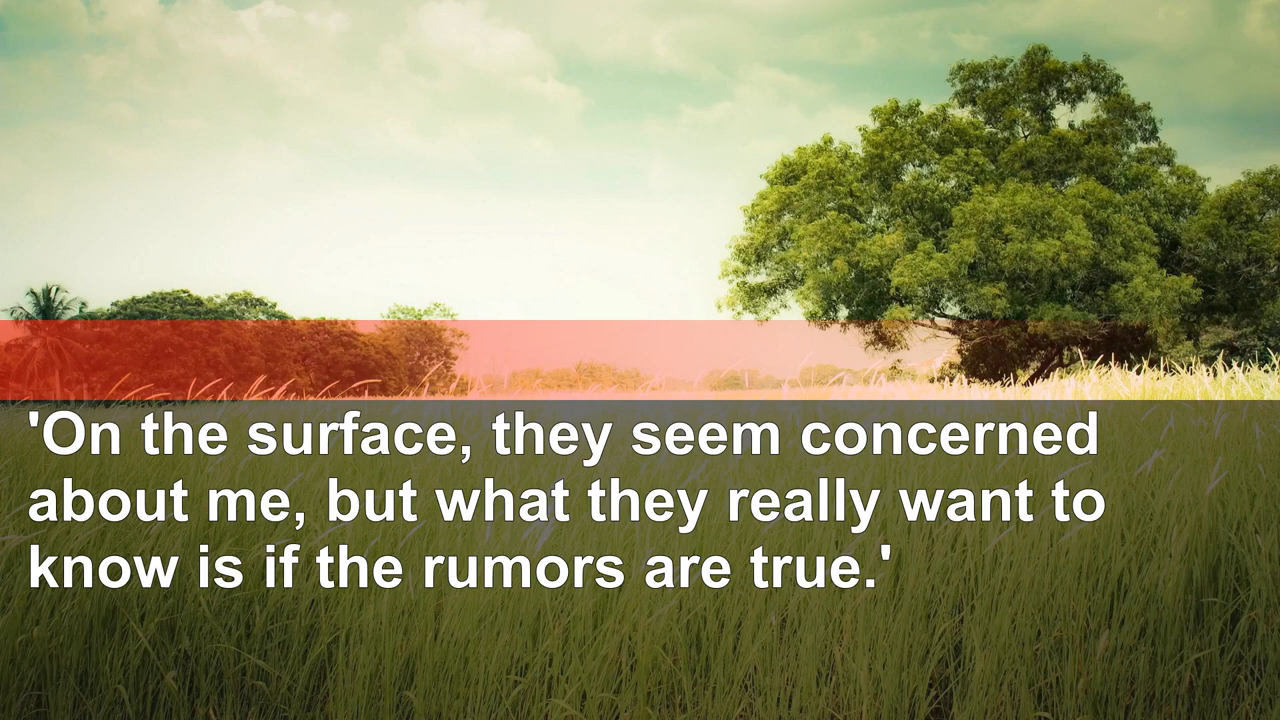 'On the surface, they seem concerned
about me, but what they really want to
know is if the rumors are true.'